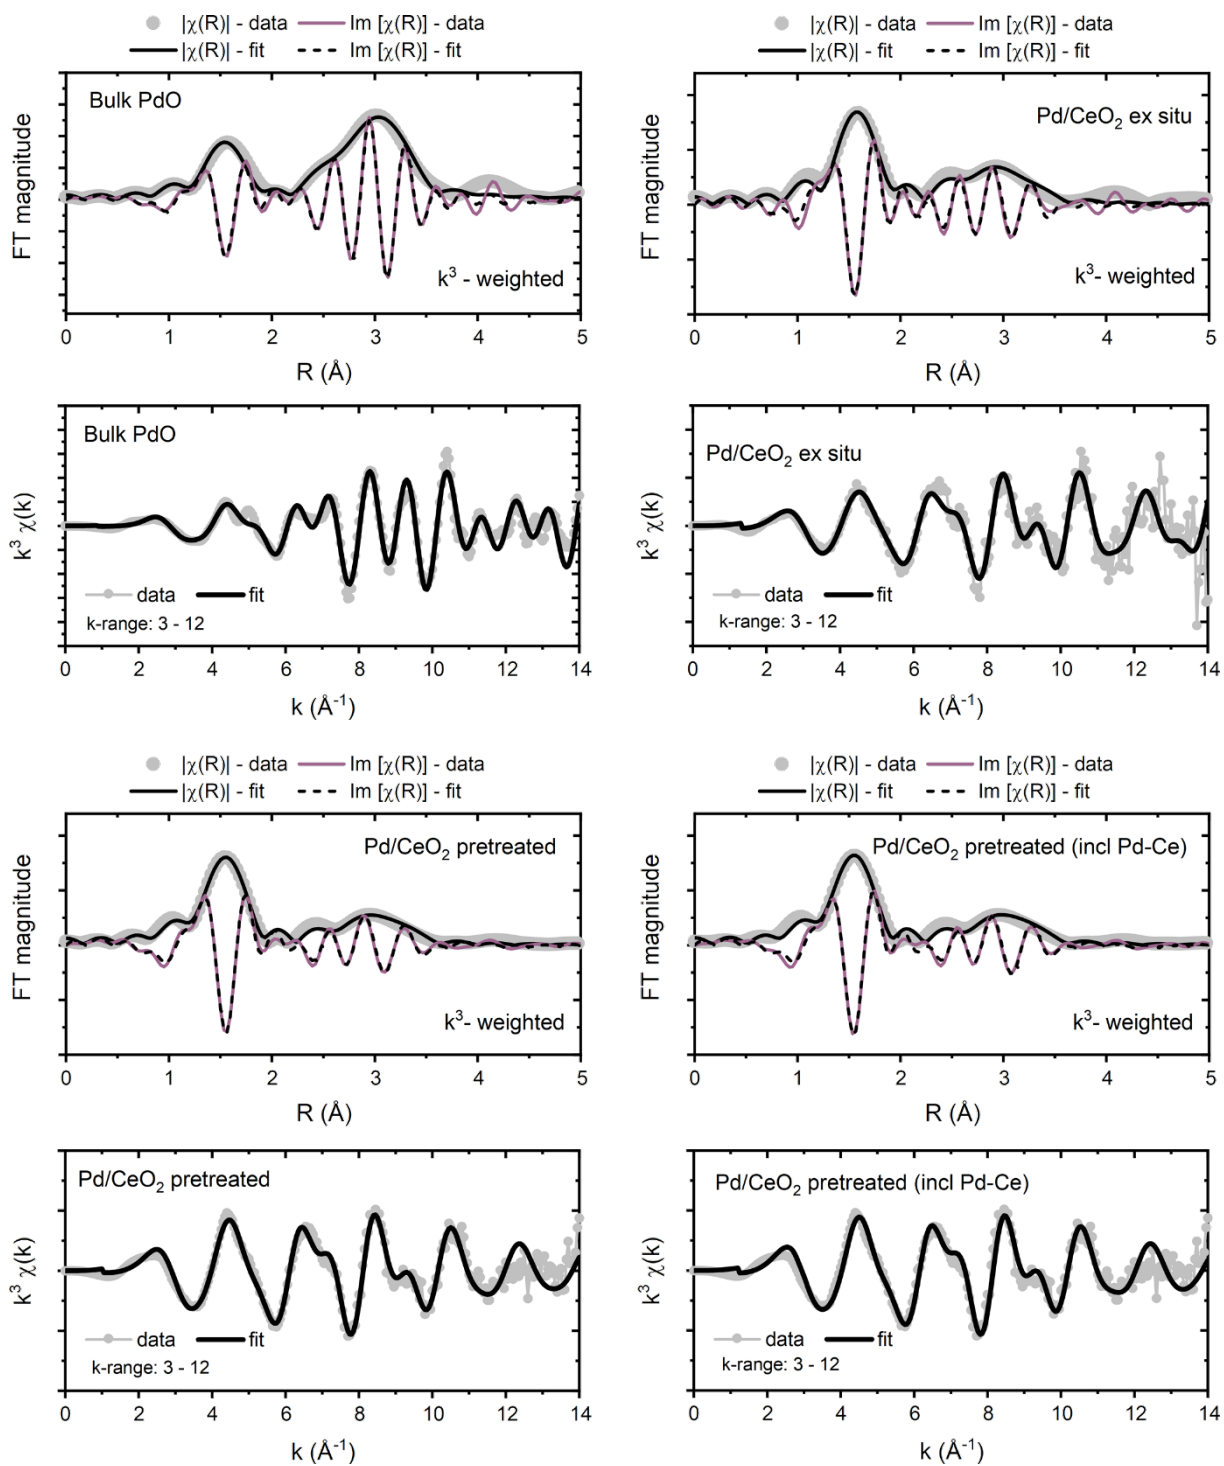 |χ(R)| - data Im [χ(R)] - data
|χ(R)| - fit Im [χ(R)] - fit
Bulk PdO
FT magnitude
k³ - weighted
0 1 2 3 4 5
R (Å)
|χ(R)| - data Im [χ(R)] - data
|χ(R)| - fit Im [χ(R)] - fit
Pd/CeO₂ ex situ
FT magnitude
k³- weighted
0 1 2 3 4 5
R (Å)
Bulk PdO
k³ χ(k)
data fit
k-range: 3 - 12
0 2 4 6 8 10 12 14
k (Å⁻¹)
Pd/CeO₂ ex situ
k³ χ(k)
data fit
k-range: 3 - 12
0 2 4 6 8 10 12 14
k (Å⁻¹)
|χ(R)| - data Im [χ(R)] - data
|χ(R)| - fit Im [χ(R)] - fit
Pd/CeO₂ pretreated
FT magnitude
k³- weighted
0 1 2 3 4 5
R (Å)
|χ(R)| - data Im [χ(R)] - data
|χ(R)| - fit Im [χ(R)] - fit
Pd/CeO₂ pretreated (incl Pd-Ce)
FT magnitude
k³- weighted
0 1 2 3 4 5
R (Å)
Pd/CeO₂ pretreated
k³ χ(k)
data fit
k-range: 3 - 12
0 2 4 6 8 10 12 14
k (Å⁻¹)
Pd/CeO₂ pretreated (incl Pd-Ce)
k³ χ(k)
data fit
k-range: 3 - 12
0 2 4 6 8 10 12 14
k (Å⁻¹)